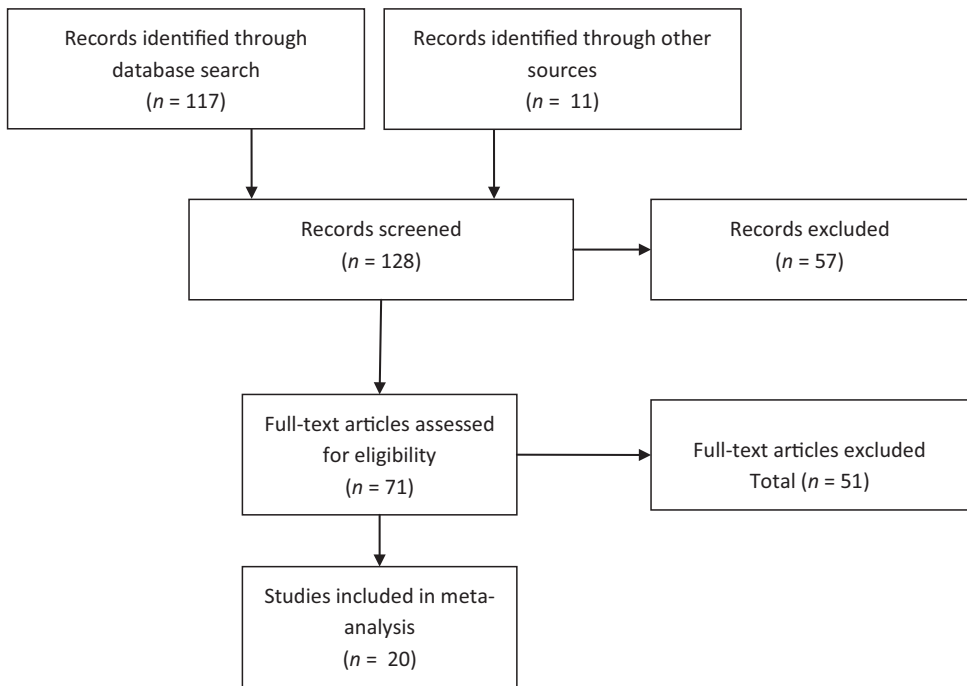 Records identified through
database search
(n = 117)
Records identified through other
sources
(n = 11)
Records screened
(n = 128)
Records excluded
(n = 57)
Full-text articles assessed
for eligibility
(n = 71)
Full-text articles excluded
Total (n = 51)
Studies included in meta-
analysis
(n = 20)